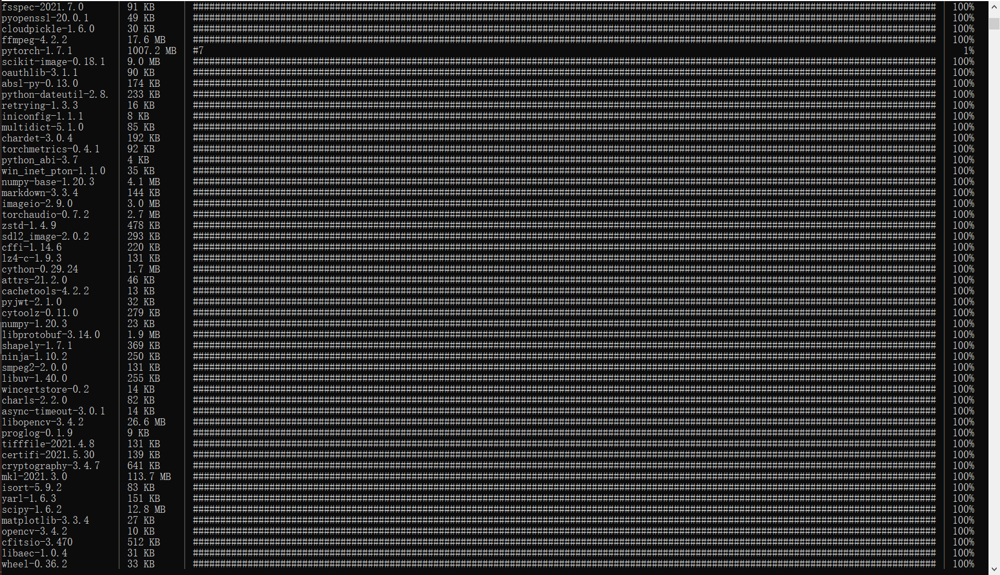 fsspec-2021.7.0 | 91 KB | ######################################################################################################################################## | 100%
pyopenssl-20.0.1 | 49 KB | ######################################################################################################################################## | 100%
cloudpickle-1.6.0 | 30 KB | ######################################################################################################################################## | 100%
ffmpeg-4.2.2 | 17.6 MB | ######################################################################################################################################## | 100%
pytorch-1.7.1 | 1007.2 MB | #7 | 1%
scikit-image-0.18.1 | 9.0 MB | ######################################################################################################################################## | 100%
oauthlib-3.1.1 | 90 KB | ######################################################################################################################################## | 100%
absl-py-0.13.0 | 174 KB | ######################################################################################################################################## | 100%
python-dateutil-2.8. | 233 KB | ######################################################################################################################################## | 100%
retrying-1.3.3 | 16 KB | ######################################################################################################################################## | 100%
iniconfig-1.1.1 | 8 KB | ######################################################################################################################################## | 100%
multidict-5.1.0 | 85 KB | ######################################################################################################################################## | 100%
chardet-3.0.4 | 192 KB | ######################################################################################################################################## | 100%
torchmetrics-0.4.1 | 92 KB | ######################################################################################################################################## | 100%
python_abi-3.7 | 4 KB | ######################################################################################################################################## | 100%
win_inet_pton-1.1.0 | 35 KB | ######################################################################################################################################## | 100%
numpy-base-1.20.3 | 4.1 MB | ######################################################################################################################################## | 100%
markdown-3.3.4 | 144 KB | ######################################################################################################################################## | 100%
imageio-2.9.0 | 3.0 MB | ######################################################################################################################################## | 100%
torchaudio-0.7.2 | 2.7 MB | ######################################################################################################################################## | 100%
zstd-1.4.9 | 478 KB | ######################################################################################################################################## | 100%
sdl2_image-2.0.2 | 293 KB | ######################################################################################################################################## | 100%
cffi-1.14.6 | 220 KB | ######################################################################################################################################## | 100%
lz4-c-1.9.3 | 131 KB | ######################################################################################################################################## | 100%
cython-0.29.24 | 1.7 MB | ######################################################################################################################################## | 100%
attrs-21.2.0 | 46 KB | ######################################################################################################################################## | 100%
cachetools-4.2.2 | 13 KB | ######################################################################################################################################## | 100%
pyjwt-2.1.0 | 32 KB | ######################################################################################################################################## | 100%
cytoolz-0.11.0 | 279 KB | ######################################################################################################################################## | 100%
numpy-1.20.3 | 23 KB | ######################################################################################################################################## | 100%
libprotobuf-3.14.0 | 1.9 MB | ######################################################################################################################################## | 100%
shapely-1.7.1 | 369 KB | ######################################################################################################################################## | 100%
ninja-1.10.2 | 250 KB | ######################################################################################################################################## | 100%
smpeg2-2.0.0 | 131 KB | ######################################################################################################################################## | 100%
libuv-1.40.0 | 255 KB | ######################################################################################################################################## | 100%
wincertstore-0.2 | 14 KB | ######################################################################################################################################## | 100%
charls-2.2.0 | 82 KB | ######################################################################################################################################## | 100%
async-timeout-3.0.1 | 14 KB | ######################################################################################################################################## | 100%
libopencv-3.4.2 | 26.6 MB | ######################################################################################################################################## | 100%
proglog-0.1.9 | 9 KB | ######################################################################################################################################## | 100%
tifffile-2021.4.8 | 131 KB | ######################################################################################################################################## | 100%
certifi-2021.5.30 | 139 KB | ######################################################################################################################################## | 100%
cryptography-3.4.7 | 641 KB | ######################################################################################################################################## | 100%
mkl-2021.3.0 | 113.7 MB | ######################################################################################################################################## | 100%
isort-5.9.2 | 83 KB | ######################################################################################################################################## | 100%
yarl-1.6.3 | 151 KB | ######################################################################################################################################## | 100%
scipy-1.6.2 | 12.8 MB | ######################################################################################################################################## | 100%
matplotlib-3.3.4 | 27 KB | ######################################################################################################################################## | 100%
opencv-3.4.2 | 10 KB | ######################################################################################################################################## | 100%
cfitsio-3.470 | 512 KB | ######################################################################################################################################## | 100%
libaec-1.0.4 | 31 KB | ######################################################################################################################################## | 100%
wheel-0.36.2 | 33 KB | ######################################################################################################################################## | 100%